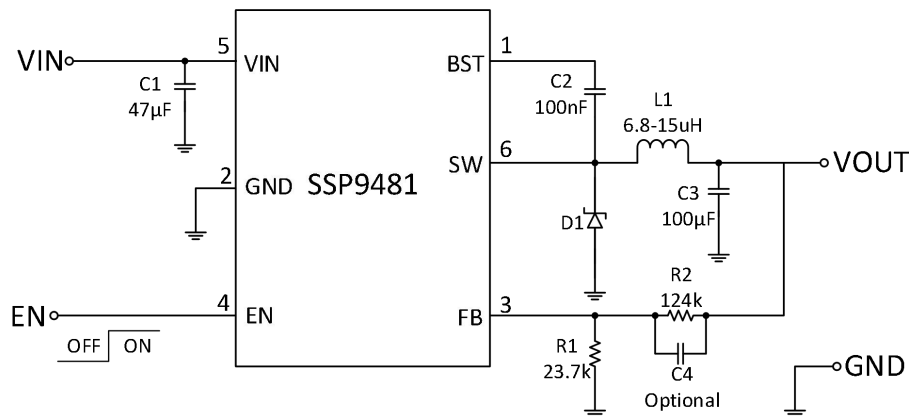 VIN
C1
47μF
5
VIN
2
GND
SSP9481
EN
4
EN
OFF
ON
1
BST
C2
100nF
6
SW
L1
6.8-15uH
VOUT
C3
100μF
D1
3
FB
R2
124k
R1
23.7k
C4
Optional
GND